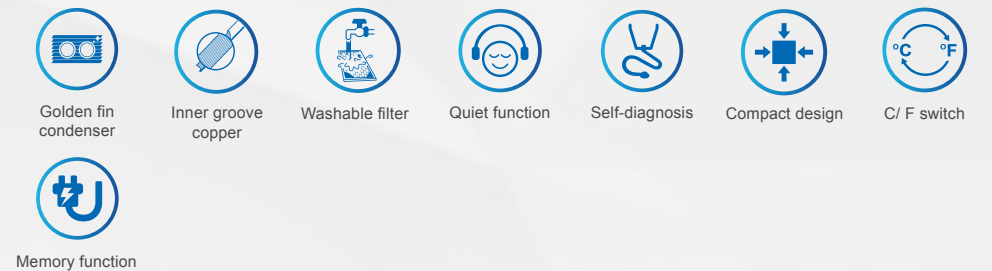 °C °F
Golden fin
condenser
Inner groove
copper
Washable filter
Quiet function
Self-diagnosis
Compact design
C/ F switch
Memory function